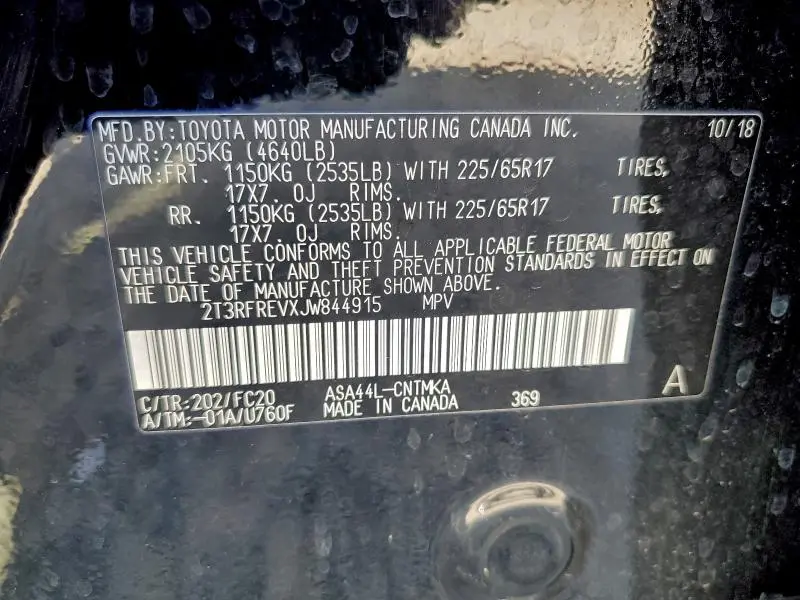 MFD.BY:TOYOTA MOTOR MANUFACTURING CANADA INC. 10/18
GVWR:2105KG (4640LB)
GAWR:FRT. 1150KG (2535LB) WITH 225/65R17 TIRES,
17X7.0J RIMS.
RR. 1150KG (2535LB) WITH 225/65R17 TIRES,
17X7.0J RIMS.
THIS VEHICLE CONFORMS TO ALL APPLICABLE FEDERAL MOTOR
VEHICLE SAFETY AND THEFT PREVENTION STANDARDS IN EFFECT ON
THE DATE OF MANUFACTURE SHOWN ABOVE.
2T3RFREVXJW844915 MPV
C/TR:202/FC20 ASA44L-CNTMKA
A/TM:-01A/U760F MADE IN CANADA 369 A